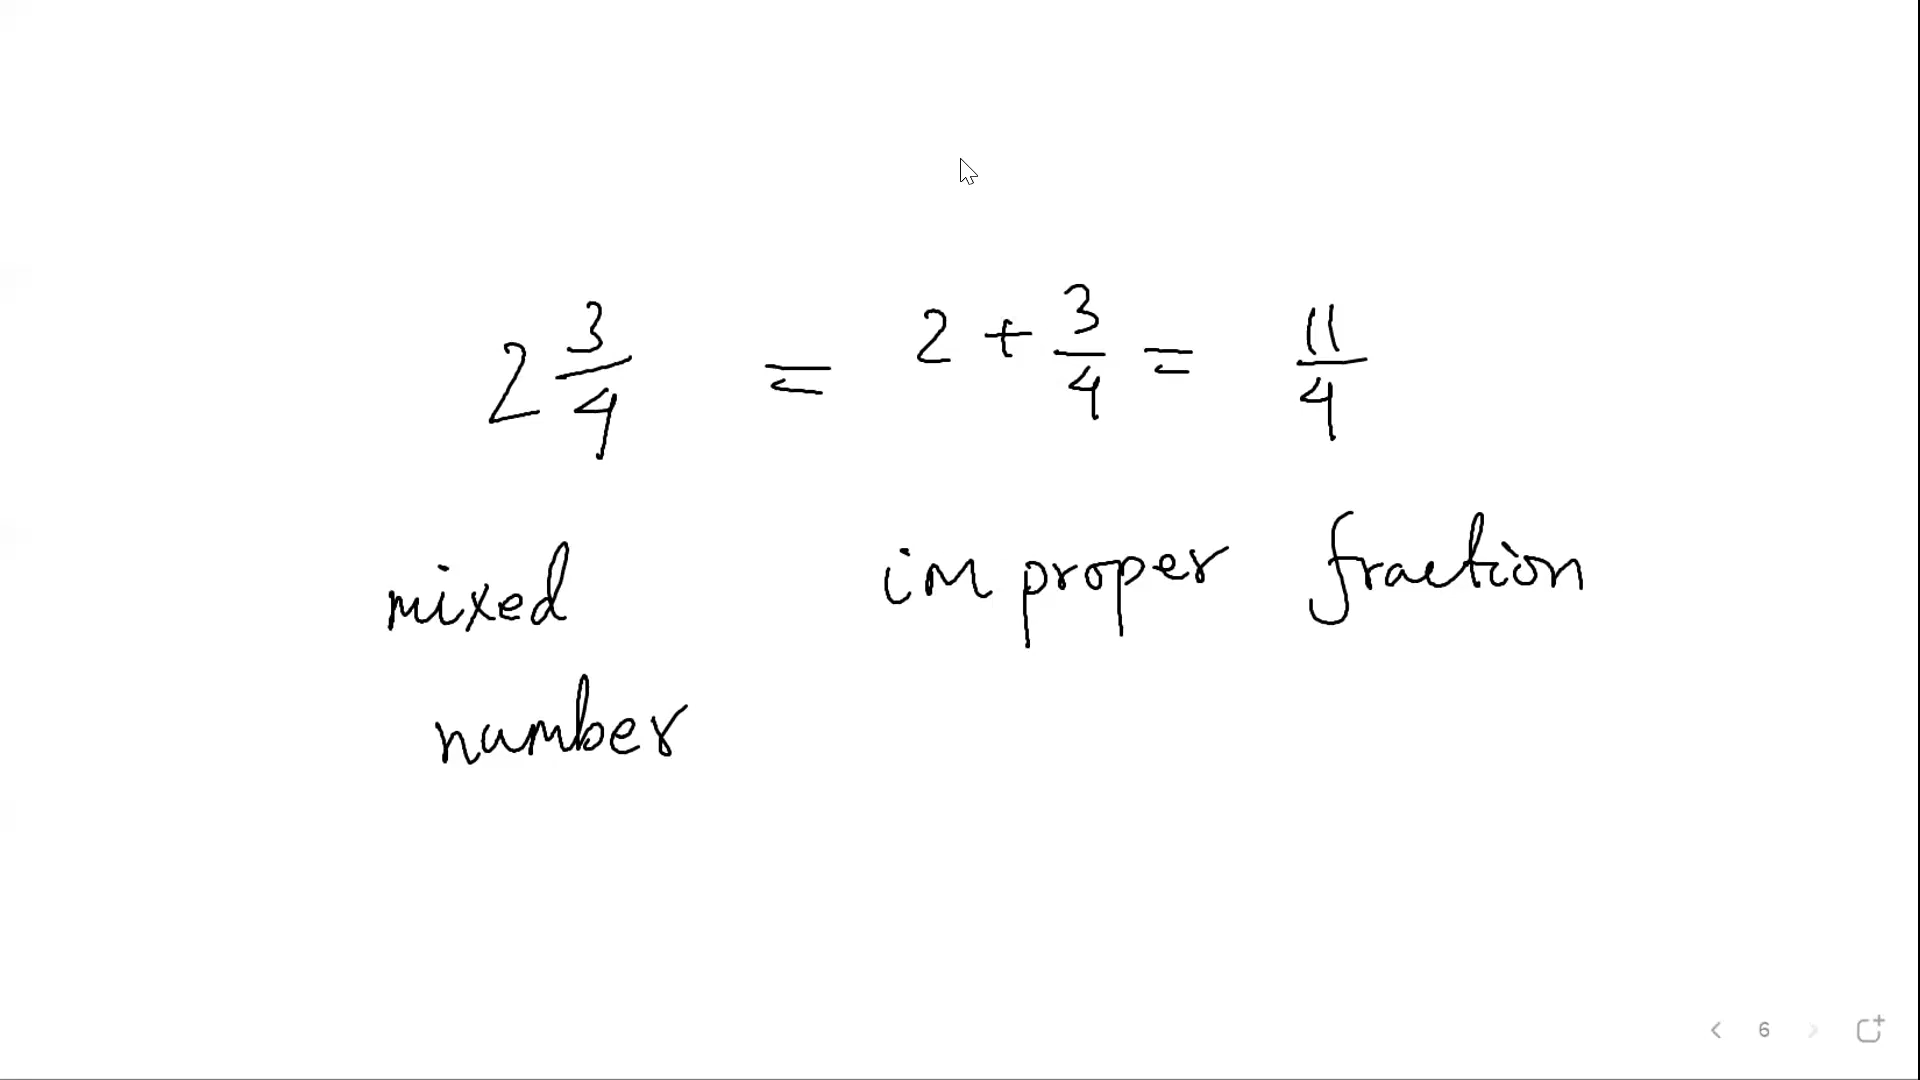 2 3/4 = 2 + 3/4 = 11/4
mixed improper fraction
number
6